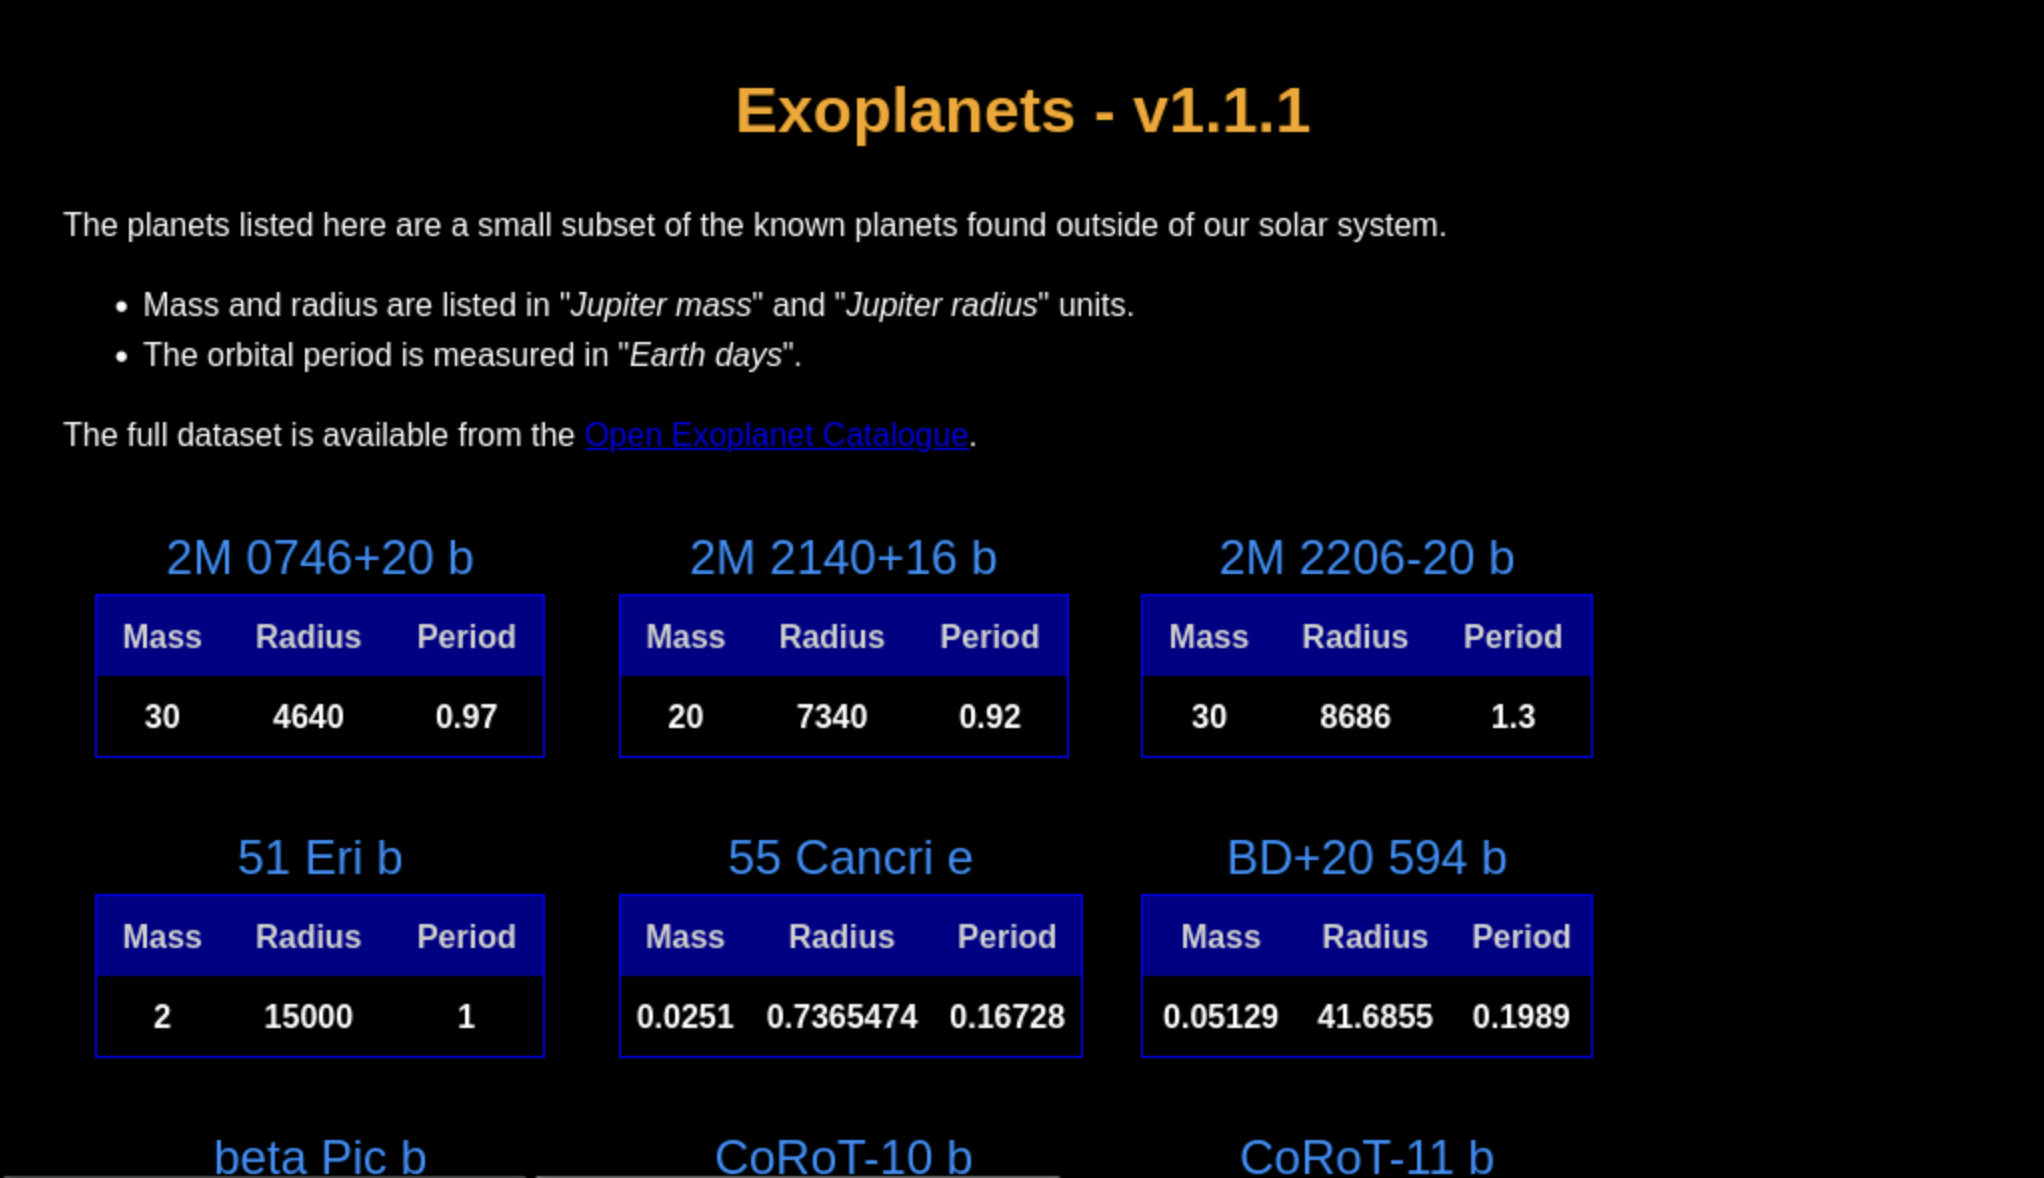 Exoplanets - v1.1.1
The planets listed here are a small subset of the known planets found outside of our solar system.
• Mass and radius are listed in "Jupiter mass" and "Jupiter radius" units.
• The orbital period is measured in "Earth days".
The full dataset is available from the Open Exoplanet Catalogue.
2M 0746+20 b 2M 2140+16 b 2M 2206-20 b
Mass Radius Period Mass Radius Period Mass Radius Period
30 4640 0.97 20 7340 0.92 30 8686 1.3
51 Eri b 55 Cancri e BD+20 594 b
Mass Radius Period Mass Radius Period Mass Radius Period
2 15000 1 0.0251 0.7365474 0.16728 0.05129 41.6855 0.1989
beta Pic b CoRoT-10 b CoRoT-11 b